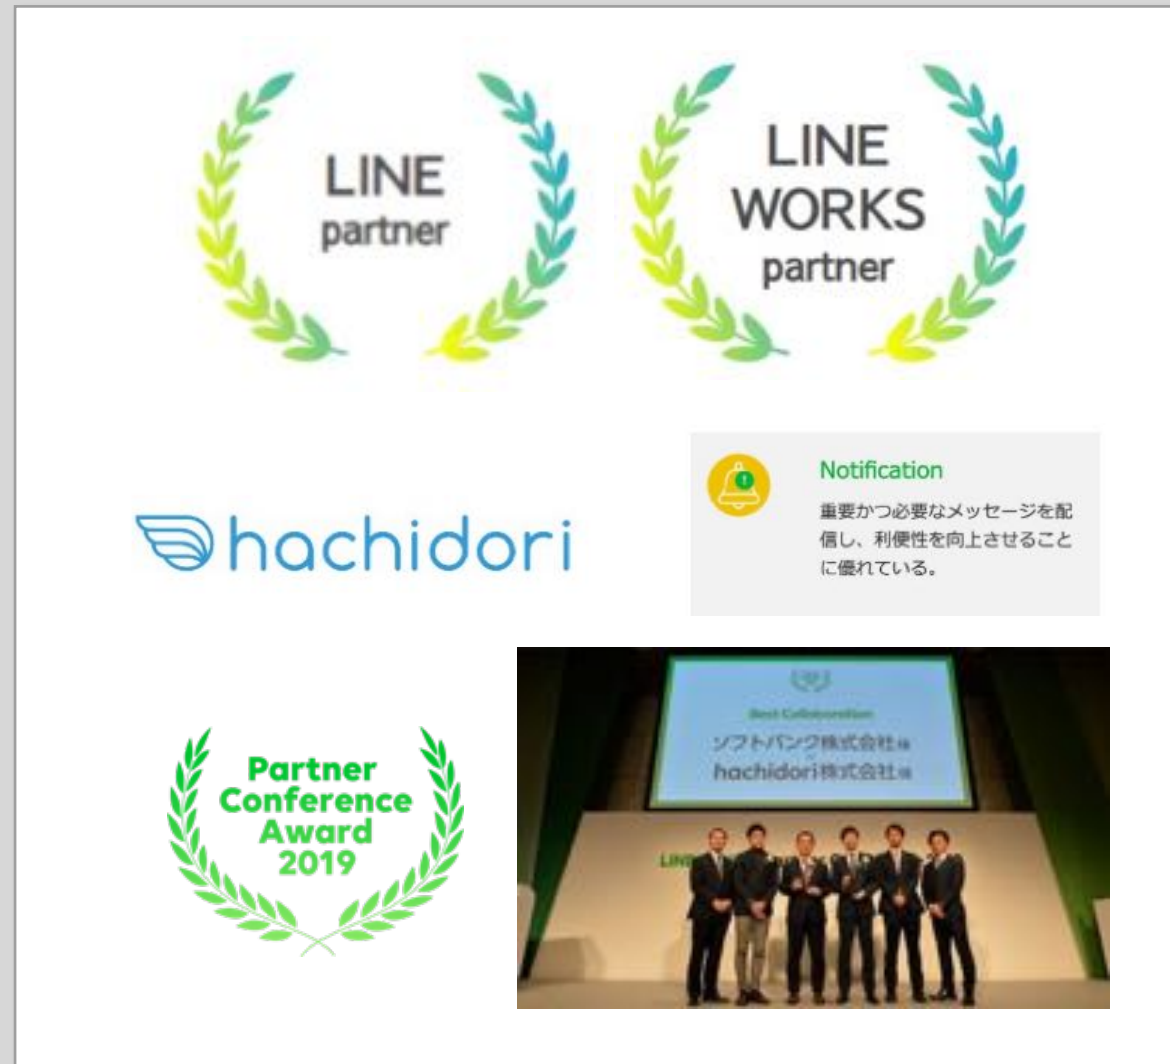 LINE
partner
LINE
WORKS
partner
hachidori
Notification
重要かつ必要なメッセージを配
信し、利便性を向上させること
に優れている。
Partner
Conference
Award
2019
Best Collaboration
ソフトバンク株式会社様
hachidori株式会社様
LINE